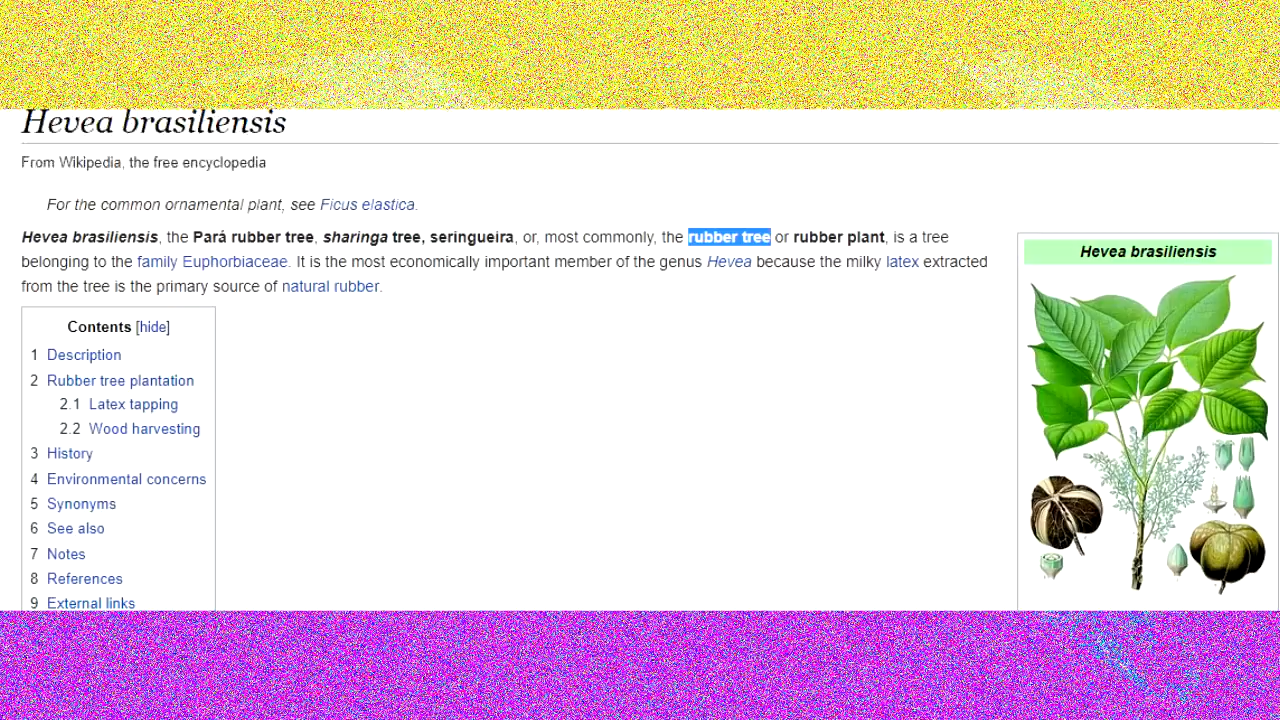 Hevea brasiliensis
From Wikipedia, the free encyclopedia
For the common ornamental plant, see Ficus elastica.
Hevea brasiliensis, the Pará rubber tree, sharinga tree, seringueira, or, most commonly, the rubber tree or rubber plant, is a tree
belonging to the family Euphorbiaceae. It is the most economically important member of the genus Hevea because the milky latex extracted
from the tree is the primary source of natural rubber.
Hevea brasiliensis
Contents [hide]
1 Description
2 Rubber tree plantation
2.1 Latex tapping
2.2 Wood harvesting
3 History
4 Environmental concerns
5 Synonyms
6 See also
7 Notes
8 References
9 External links